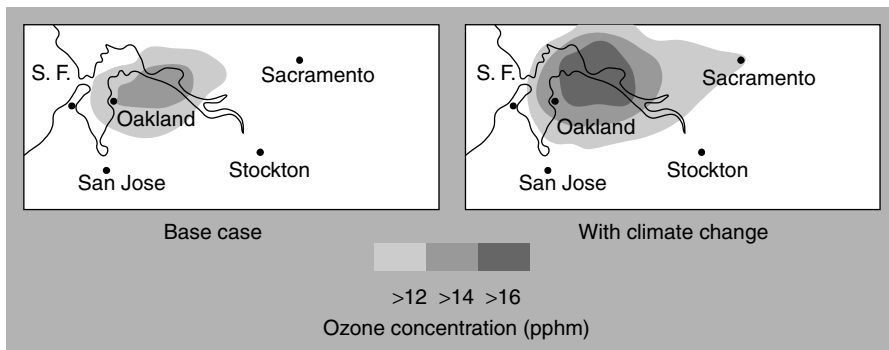 S. F.
Sacramento
Oakland
Stockton
San Jose
Base case
S. F.
Sacramento
Oakland
Stockton
San Jose
With climate change
>12 >14 >16
Ozone concentration (pphm)